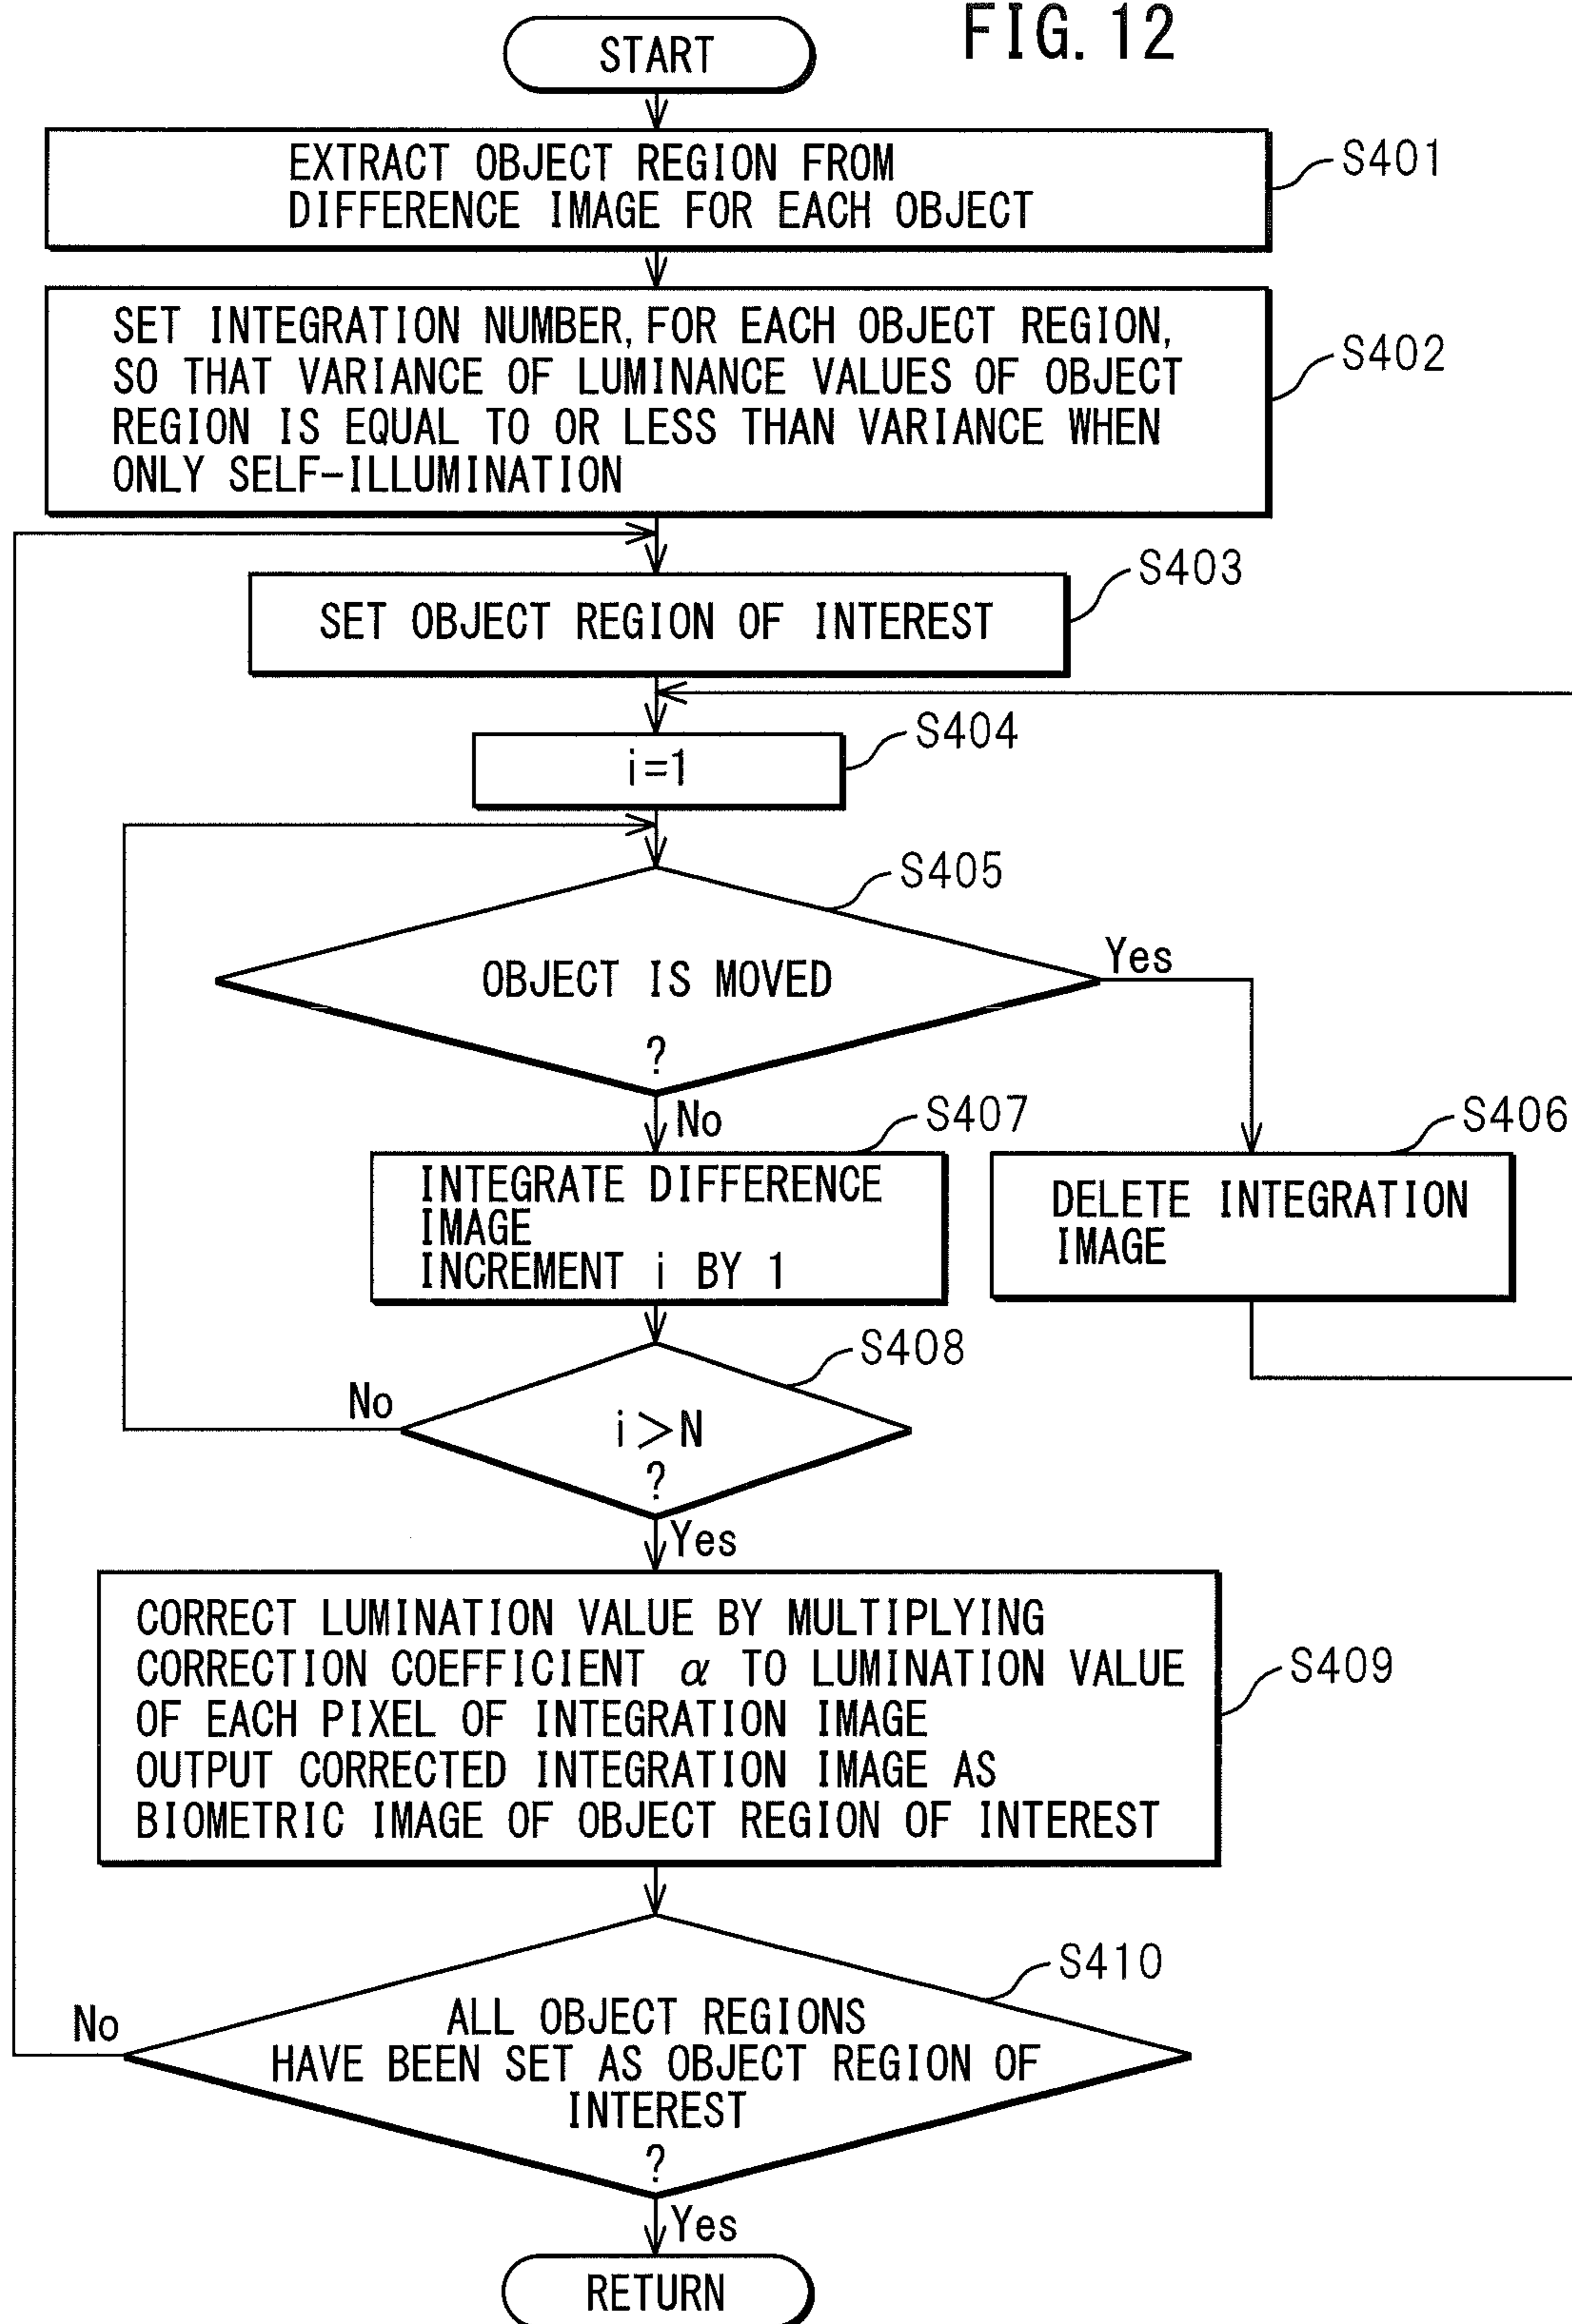 FIG. 12
START
EXTRACT OBJECT REGION FROM
DIFFERENCE IMAGE FOR EACH OBJECT
S401
SET INTEGRATION NUMBER, FOR EACH OBJECT REGION,
SO THAT VARIANCE OF LUMINANCE VALUES OF OBJECT
REGION IS EQUAL TO OR LESS THAN VARIANCE WHEN
ONLY SELF-ILLUMINATION
S402
SET OBJECT REGION OF INTEREST
S403
i=1
S404
OBJECT IS MOVED
?
S405
Yes
No
INTEGRATE DIFFERENCE
IMAGE
INCREMENT i BY 1
S407
DELETE INTEGRATION
IMAGE
S406
i>N
?
S408
No
Yes
CORRECT LUMINATION VALUE BY MULTIPLYING
CORRECTION COEFFICIENT α TO LUMINATION VALUE
OF EACH PIXEL OF INTEGRATION IMAGE
OUTPUT CORRECTED INTEGRATION IMAGE AS
BIOMETRIC IMAGE OF OBJECT REGION OF INTEREST
S409
ALL OBJECT REGIONS
HAVE BEEN SET AS OBJECT REGION OF
INTEREST
?
S410
No
Yes
RETURN